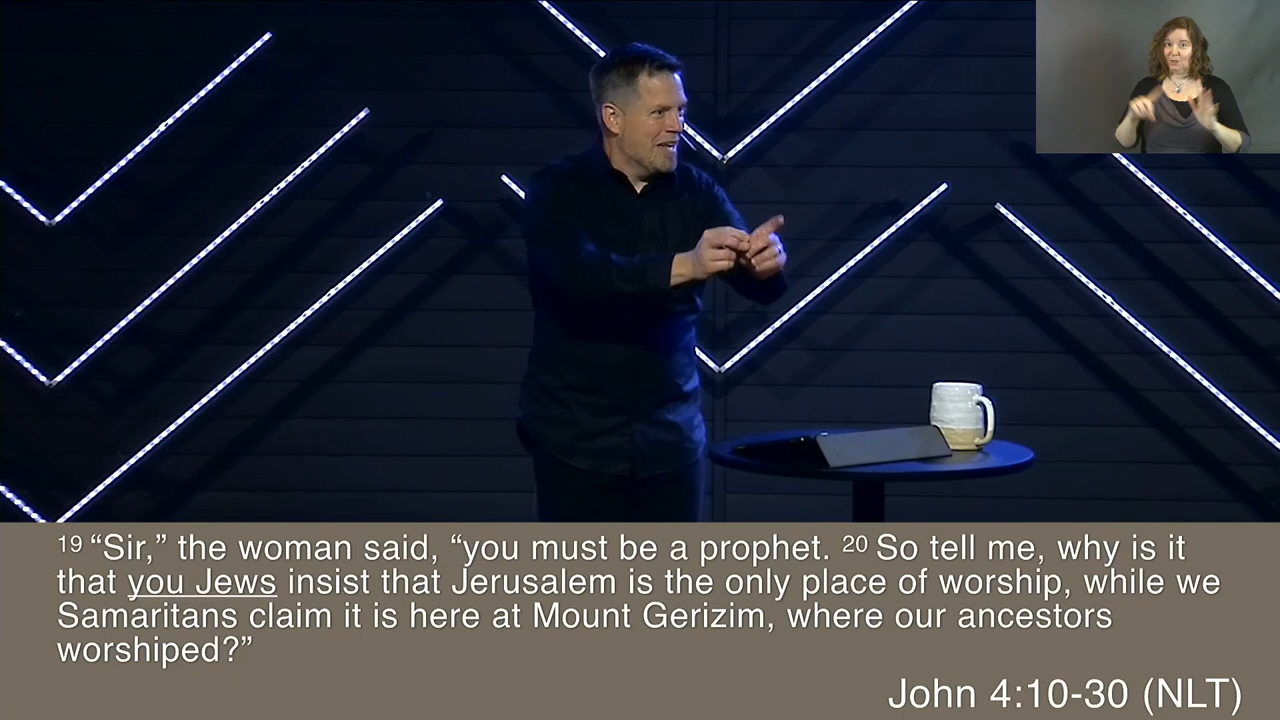 19 “Sir,” the woman said, “you must be a prophet. 20 So tell me, why is it
that you Jews insist that Jerusalem is the only place of worship, while we
Samaritans claim it is here at Mount Gerizim, where our ancestors
worshiped?”
John 4:10-30 (NLT)